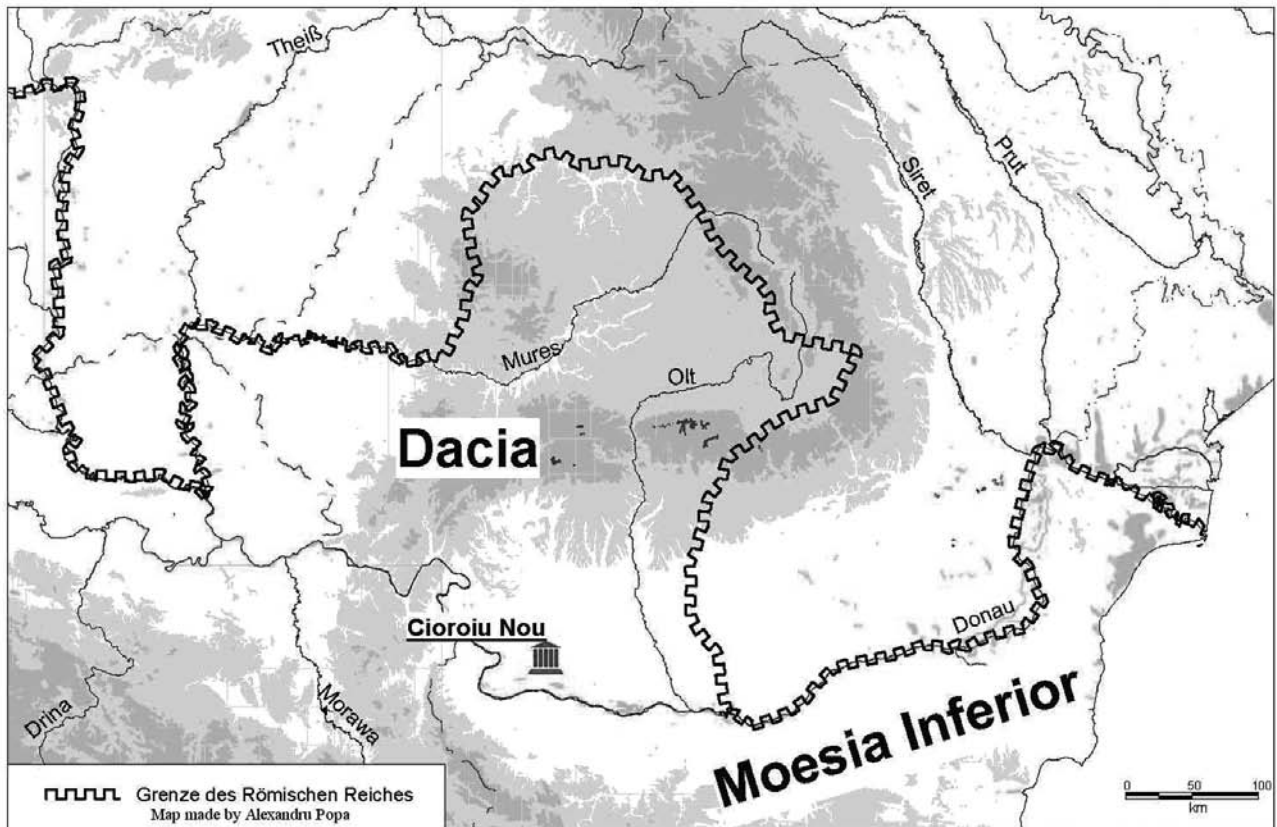 Theiß
Siret
Prut
Mures
Olt
Dacia
Donau
Cioroiu Nou
Drina
Morawa
Moesia Inferior
Grenze des Römischen Reiches
Map made by Alexandru Popa
0 50 100
km